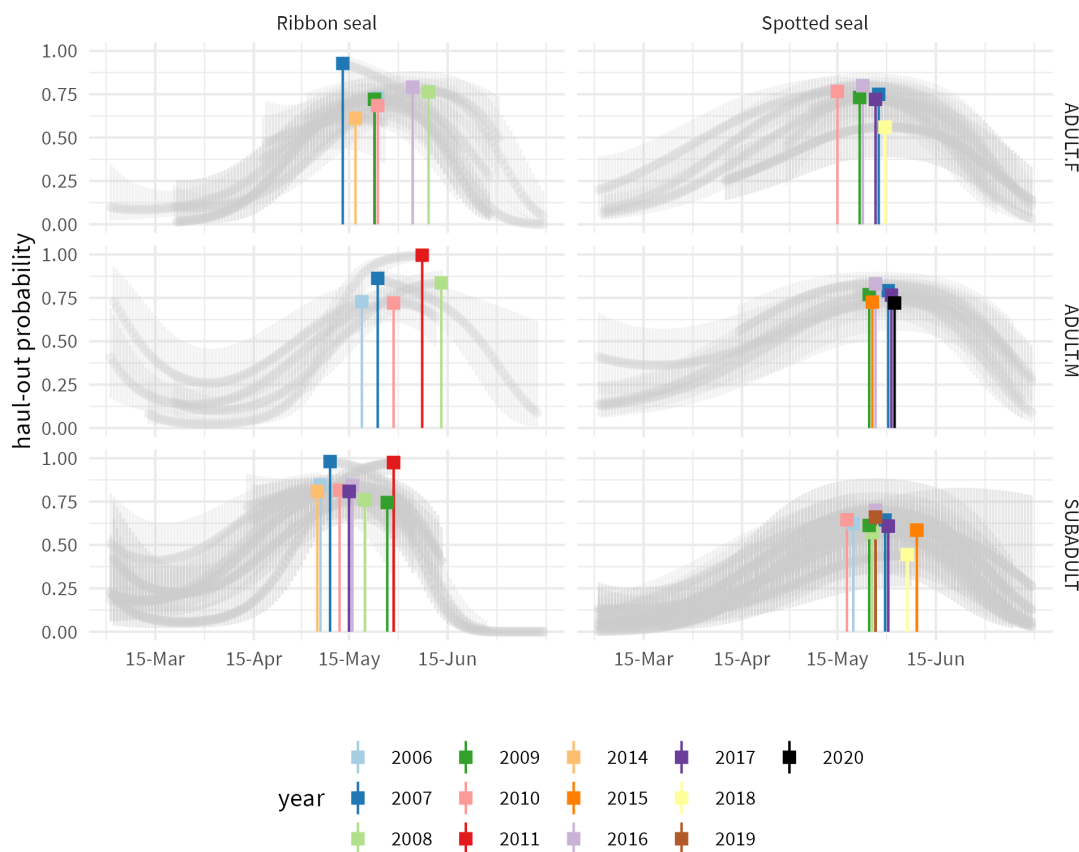 Ribbon seal Spotted seal
haul-out probability
1.00
0.75
0.50
0.25
0.00
ADULT.F
1.00
0.75
0.50
0.25
0.00
ADULT.M
1.00
0.75
0.50
0.25
0.00
SUBADULT
15-Mar 15-Apr 15-May 15-Jun 15-Mar 15-Apr 15-May 15-Jun
2006 2009 2014 2017 2020
year 2007 2010 2015 2018
2008 2011 2016 2019